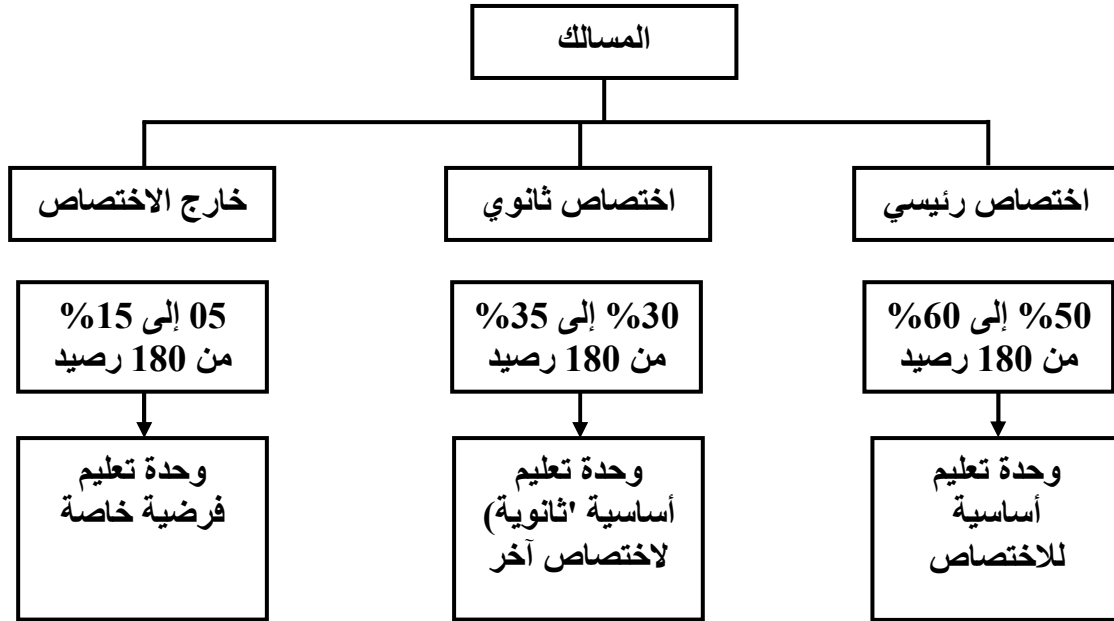 المسالك
اختصاص رئيسي
اختصاص ثانوي
خارج الاختصاص
50% إلى 60%
من 180 رصيد
30% إلى 35%
من 180 رصيد
05 إلى 15%
من 180 رصيد
وحدة تعليم
أساسية
للاختصاص
وحدة تعليم
أساسية 'ثانوية)
لاختصاص آخر
وحدة تعليم
فرضية خاصة